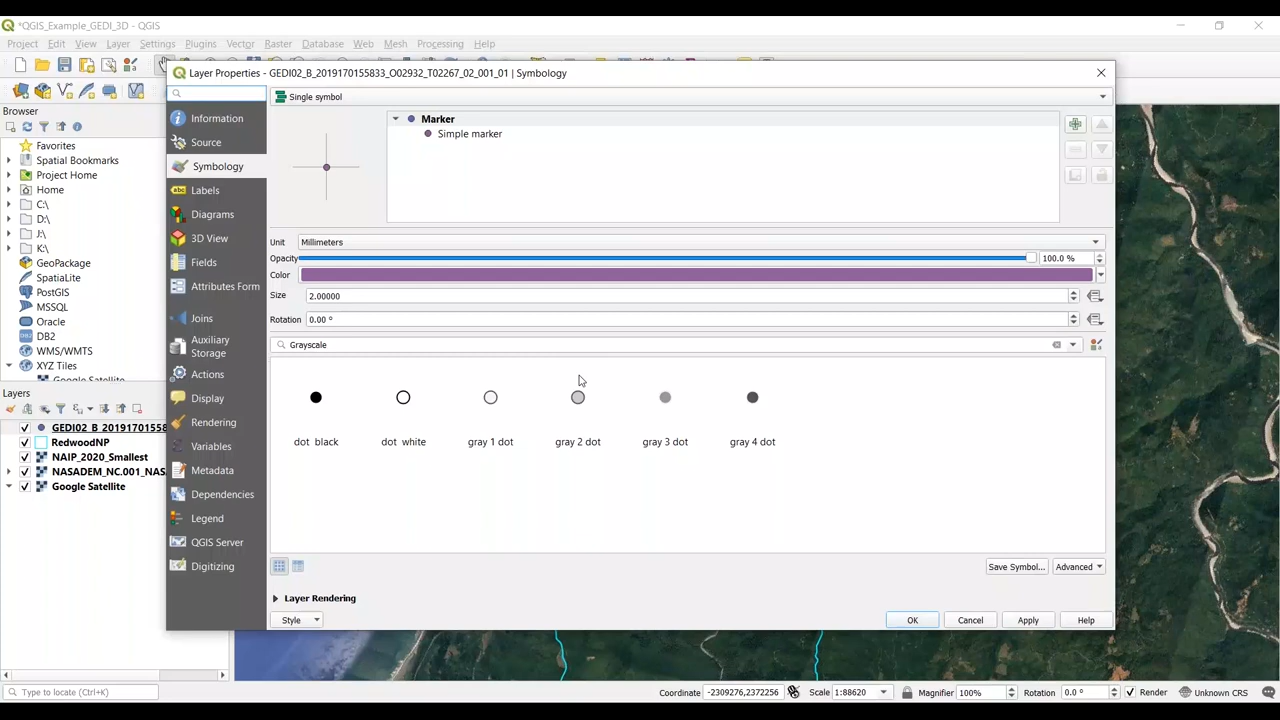 *QGIS_Example_GEDI_3D - QGIS
Project Edit View Layer Settings Plugins Vector Raster Database Web Mesh Processing Help
Layer Properties - GEDI02_B_2019170155833_O02932_T02267_02_001_01 | Symbology
Browser
Favorites
Spatial Bookmarks
Project Home
Home
C:\
D:\
J:\
K:\
GeoPackage
SpatiaLite
PostGIS
MSSQL
Oracle
DB2
WMS/WMTS
XYZ Tiles
Google Satellite
Layers
GEDI02_B_20191701558
RedwoodNP
NAIP_2020_Smallest
NASADEM_NC.001_NAS
Google Satellite
Information
Source
Symbology
Labels
Diagrams
3D View
Fields
Attributes Form
Joins
Auxiliary
Storage
Actions
Display
Rendering
Variables
Metadata
Dependencies
Legend
QGIS Server
Digitizing
Single symbol
Marker
Simple marker
Unit Millimeters
Opacity 100.0 %
Color
Size 2.00000
Rotation 0.00 °
Grayscale
dot black dot white gray 1 dot gray 2 dot gray 3 dot gray 4 dot
Save Symbol... Advanced
Layer Rendering
Style OK Cancel Apply Help
Type to locate (Ctrl+K) Coordinate -2309276,2372256 Scale 1:88620 Magnifier 100% Rotation 0.0 ° Render Unknown CRS